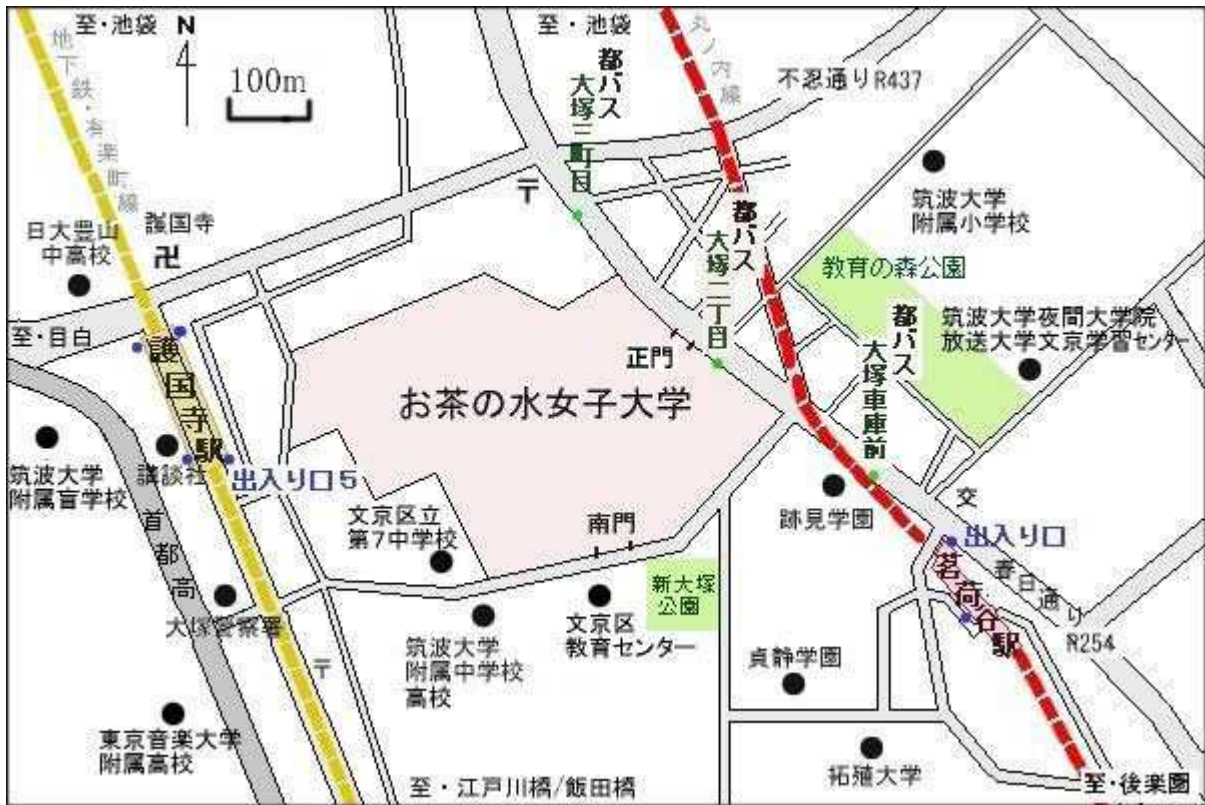 至・池袋
N
至・池袋
都バス
丸ノ内線
地下鉄・有楽町線
100m
不忍通りR437
大塚三町目
〒
筑波大学
附属小学校
日大豊山
中高校
護国寺
卍
都バス
教育の森公園
大塚二丁目
都バス
筑波大学夜間大学院
放送大学文京学習センター
至・目白
正門
護国寺駅
お茶の水女子大学
大塚車庫前
筑波大学
附属盲学校
講談社
出入り口5
交
跡見学園
文京区立
第7中学校
南門
出入り口
首都高
茗荷谷駅
春日通り
R254
新大塚
公園
大塚警察署
文京区
教育センター
筑波大学
附属中学校
高校
〒
貞静学園
東京音楽大学
附属高校
拓殖大学
至・江戸川橋/飯田橋
至・後楽園